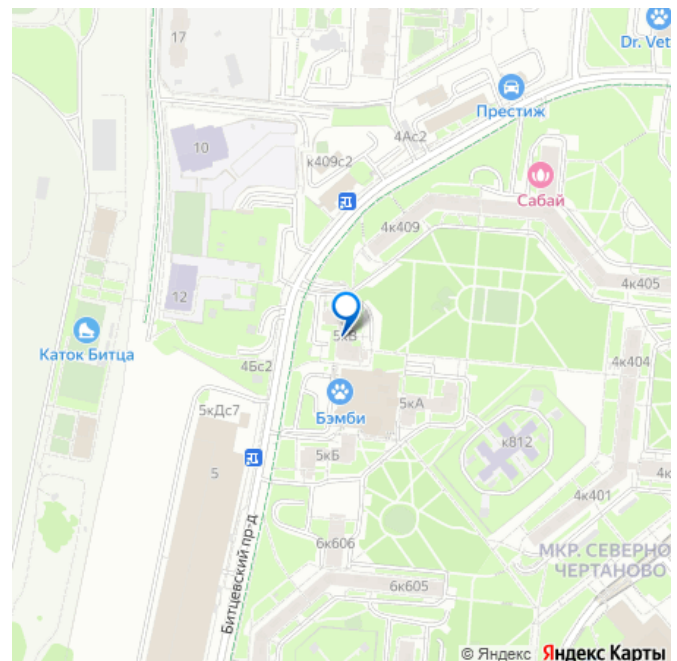 17
Dr. Vet
Престиж
4Ас2
10
к409с2
Сабай
4к409
4к405
12
5кВ
Каток Битца
4Бс2
4к404
5кДс7
Бэмби
5кА
к812
5
5кБ
4к401
4к
6к606
МКР. СЕВЕРНО
ЧЕРТАНОВО
6к605
Битцевский пр-д
© Яндекс Яндекс Карты